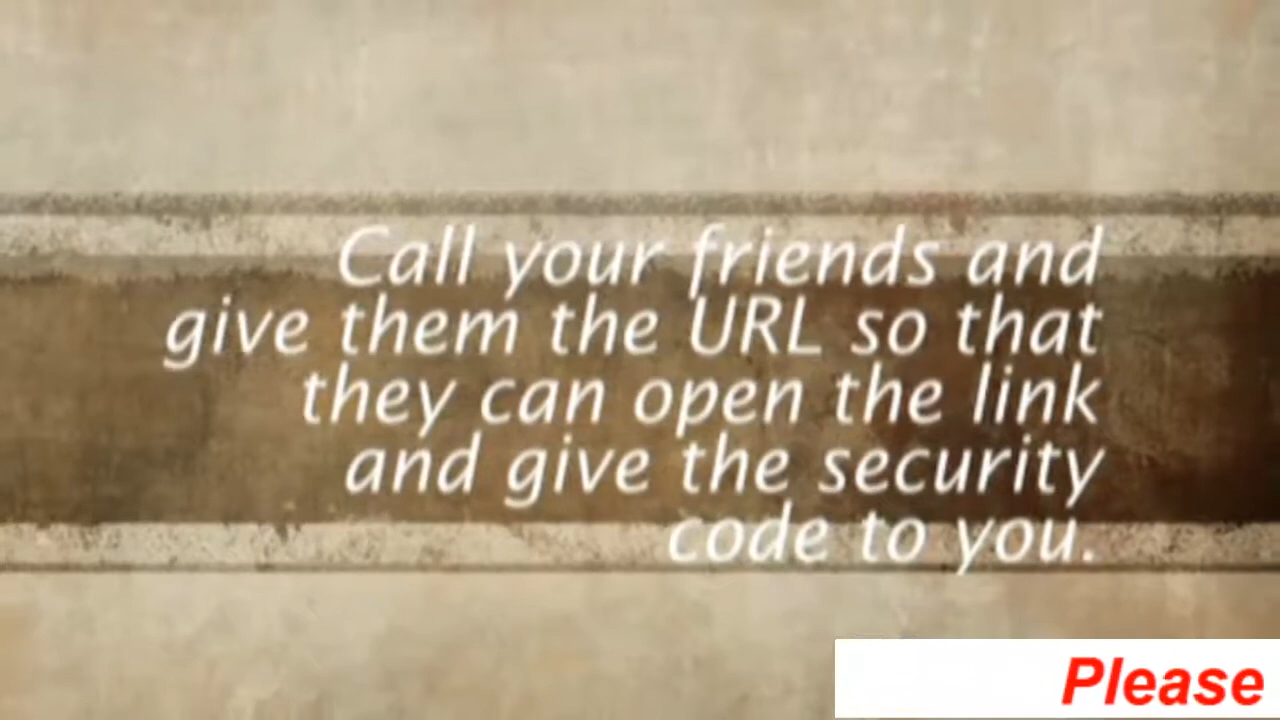 Call your friends and
give them the URL so that
they can open the link
and give the security
code to you.
Please